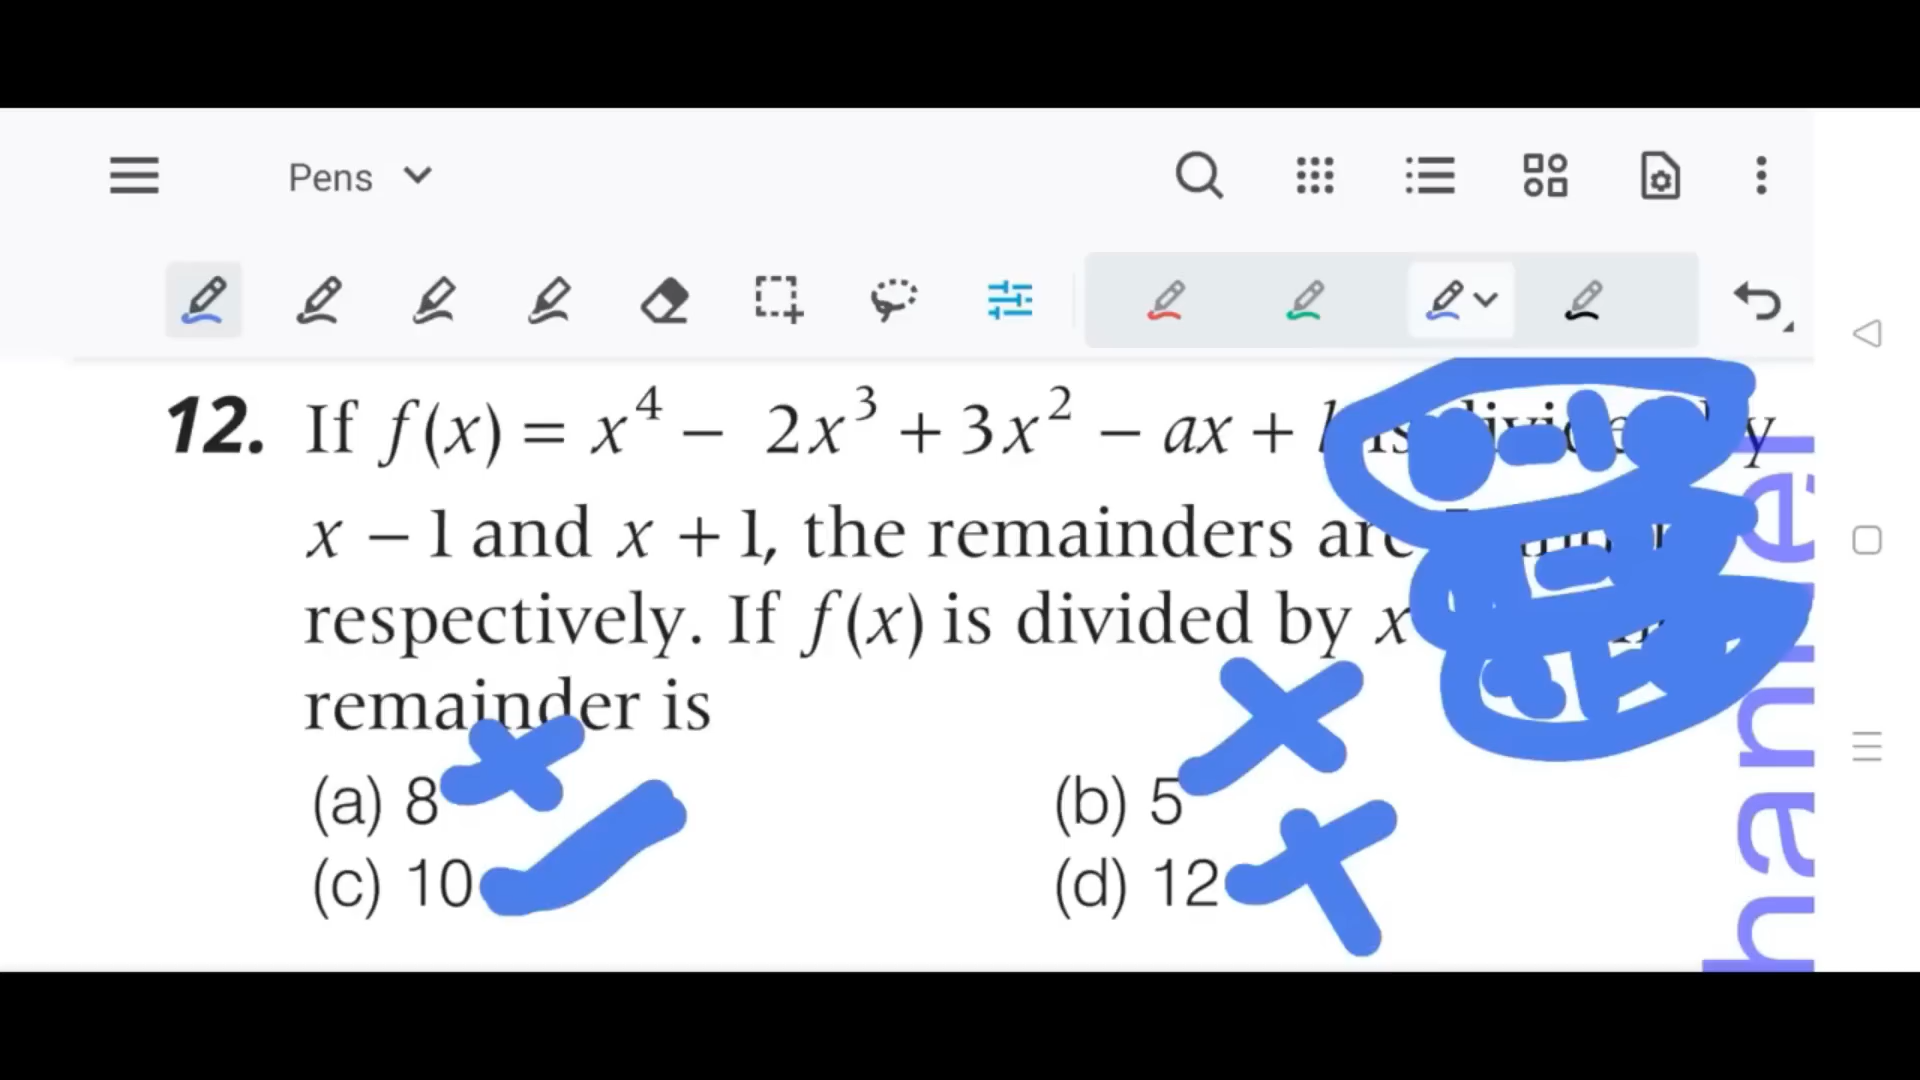 Pens
12. If f(x) = x⁴ − 2x³ + 3x² − ax +
x − 1 and x + 1, the remainders are
respectively. If f(x) is divided by x
remainder is
(a) 8
(b) 5
(c) 10
(d) 12